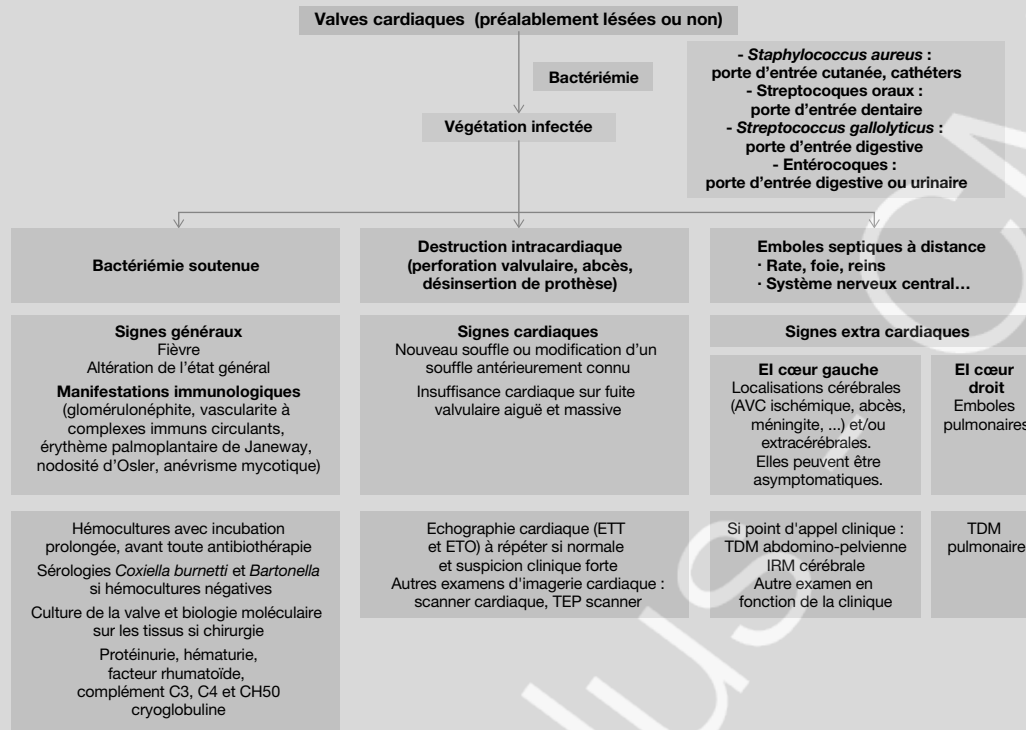 Valves cardiaques (préalablement lésées ou non)
Bactériémie
- Staphylococcus aureus :
porte d'entrée cutanée, cathéters
- Streptocoques oraux :
porte d'entrée dentaire
- Streptococcus gallolyticus :
porte d'entrée digestive
- Entérocoques :
porte d'entrée digestive ou urinaire
Végétation infectée
Bactériémie soutenue
Destruction intracardiaque
(perforation valvulaire, abcès,
désinsertion de prothèse)
Emboles septiques à distance
· Rate, foie, reins
· Système nerveux central…
Signes généraux
Fièvre
Altération de l'état général
Manifestations immunologiques
(glomérulonéphite, vascularite à
complexes immuns circulants,
érythème palmoplantaire de Janeway,
nodosité d'Osler, anévrisme mycotique)
Signes cardiaques
Nouveau souffle ou modification d'un
souffle antérieurement connu
Insuffisance cardiaque sur fuite
valvulaire aiguë et massive
Signes extra cardiaques
EI cœur gauche
Localisations cérébrales
(AVC ischémique, abcès,
méningite, ...) et/ou
extracérébrales.
Elles peuvent être
asymptomatiques.
EI cœur
droit
Emboles
pulmonaires
Hémocultures avec incubation
prolongée, avant toute antibiothérapie
Sérologies Coxiella burnetti et Bartonella
si hémocultures négatives
Culture de la valve et biologie moléculaire
sur les tissus si chirurgie
Protéinurie, hématurie,
facteur rhumatoïde,
complément C3, C4 et CH50
cryoglobuline
Echographie cardiaque (ETT
et ETO) à répéter si normale
et suspicion clinique forte
Autres examens d'imagerie cardiaque :
scanner cardiaque, TEP scanner
Si point d'appel clinique :
TDM abdomino-pelvienne
IRM cérébrale
Autre examen en
fonction de la clinique
TDM
pulmonaire